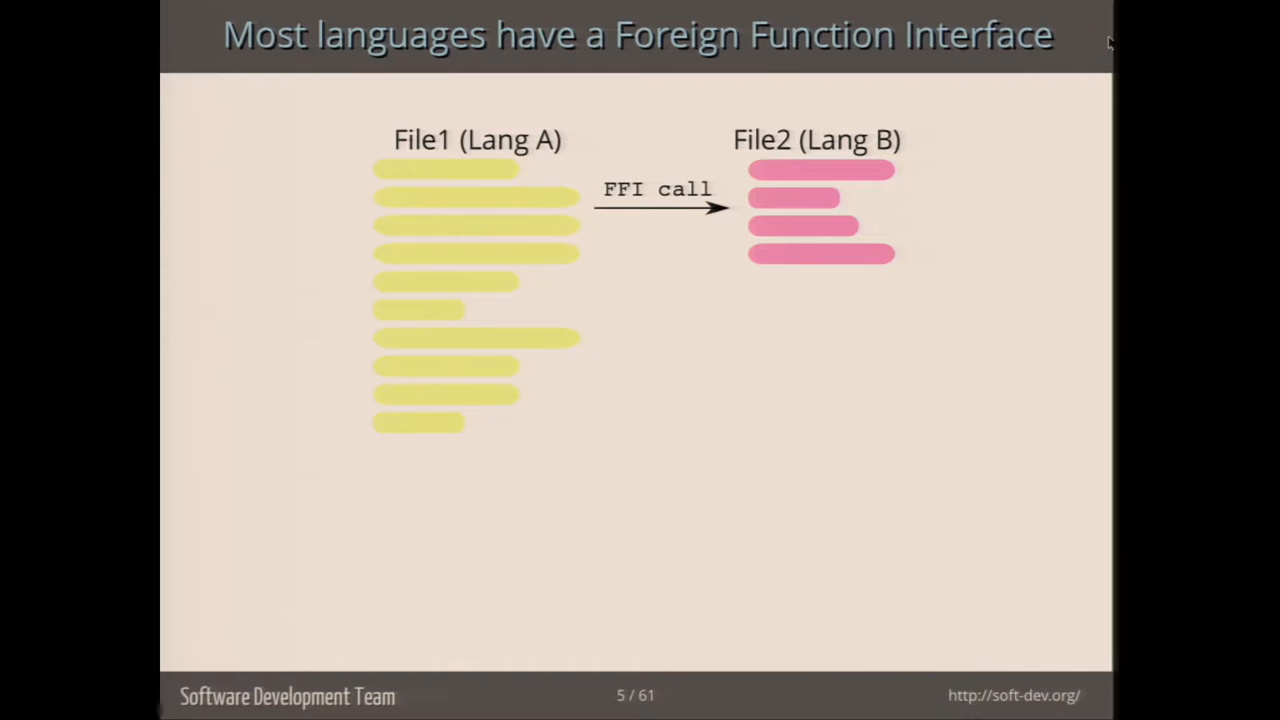 Most languages have a Foreign Function Interface
File1 (Lang A)
File2 (Lang B)
FFI call
Software Development Team
5 / 61
http://soft-dev.org/